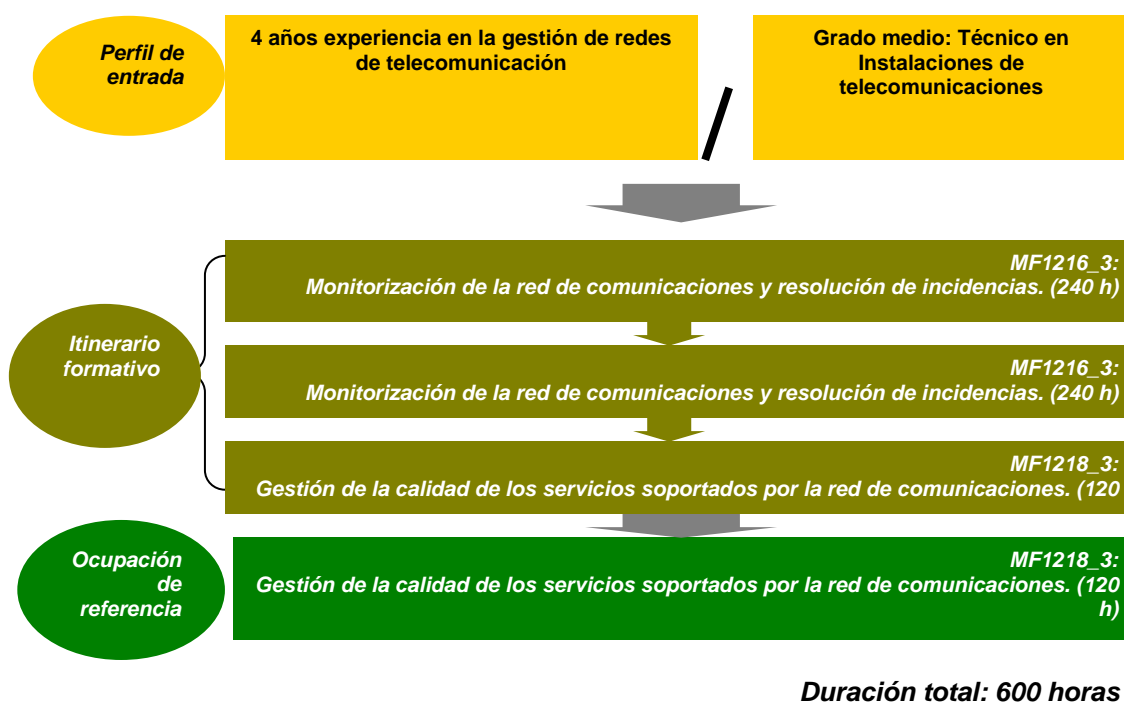 Perfil de
entrada
4 años experiencia en la gestión de redes
de telecomunicación
Grado medio: Técnico en
Instalaciones de
telecomunicaciones
Itinerario
formativo
MF1216_3:
Monitorización de la red de comunicaciones y resolución de incidencias. (240 h)
MF1216_3:
Monitorización de la red de comunicaciones y resolución de incidencias. (240 h)
MF1218_3:
Gestión de la calidad de los servicios soportados por la red de comunicaciones. (120
Ocupación
de
referencia
MF1218_3:
Gestión de la calidad de los servicios soportados por la red de comunicaciones. (120
h)
Duración total: 600 horas